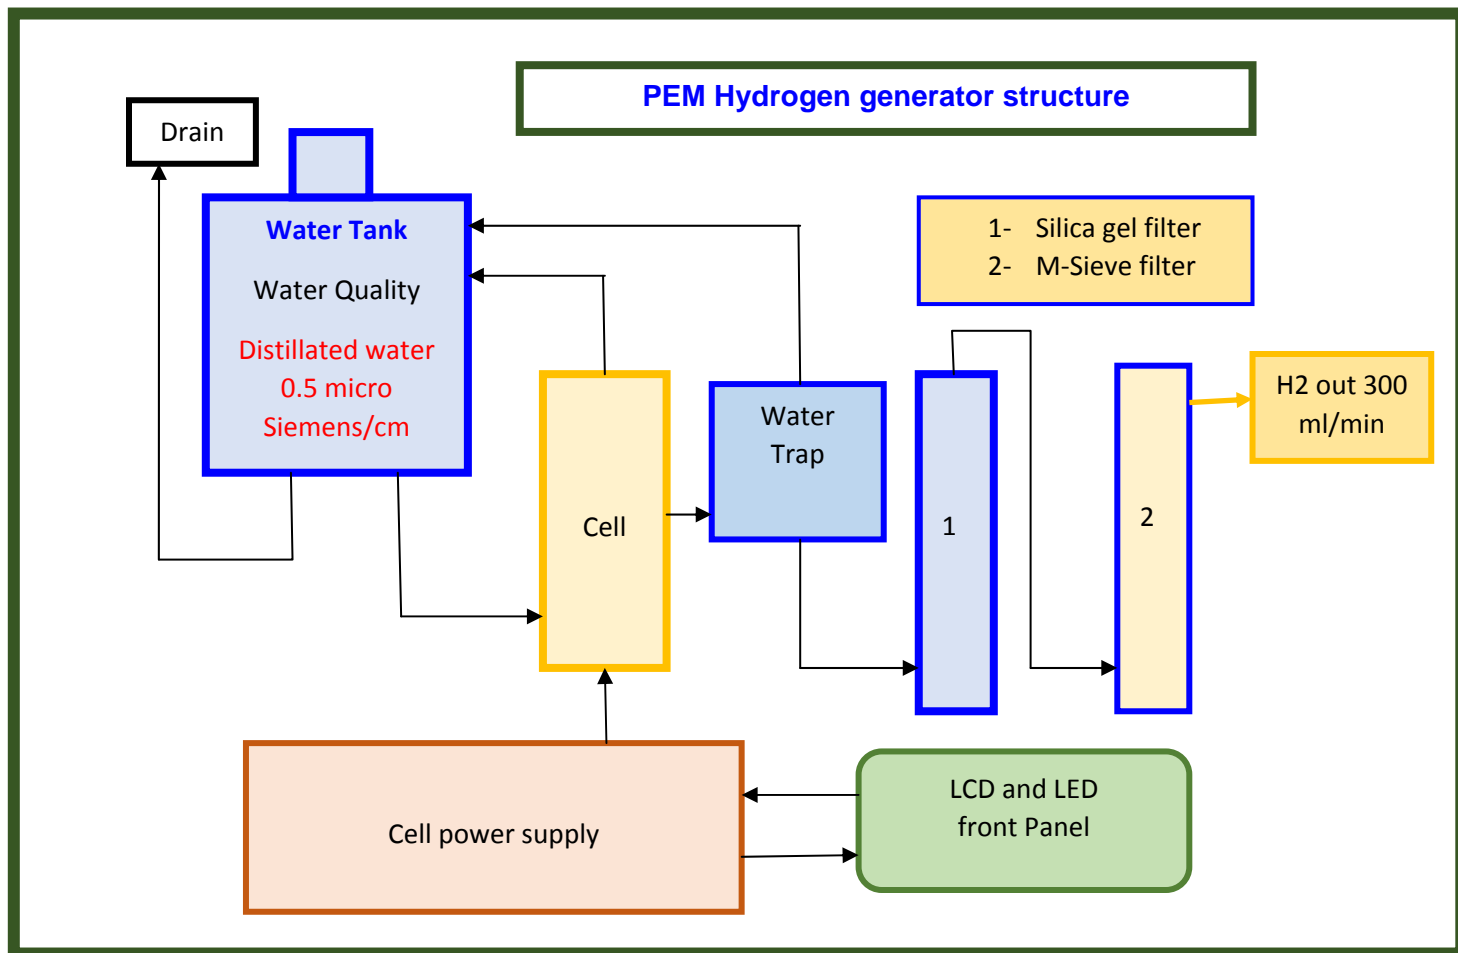 PEM Hydrogen generator structure
Drain
Water Tank
Water Quality
Distillated water
0.5 micro
Siemens/cm
1- Silica gel filter
2- M-Sieve filter
H2 out 300
ml/min
Water
Trap
Cell
1
2
Cell power supply
LCD and LED
front Panel